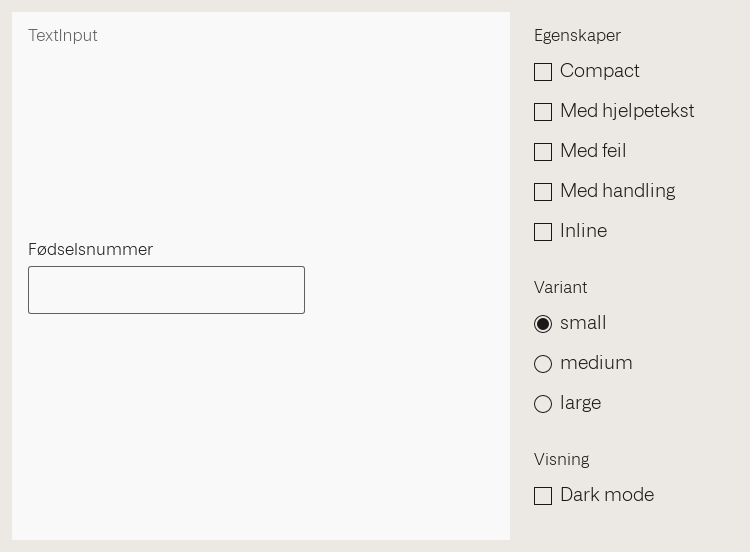 TextInput
Fødselsnummer
Egenskaper
Compact
Med hjelpetekst
Med feil
Med handling
Inline
Variant
small
medium
large
Visning
Dark mode